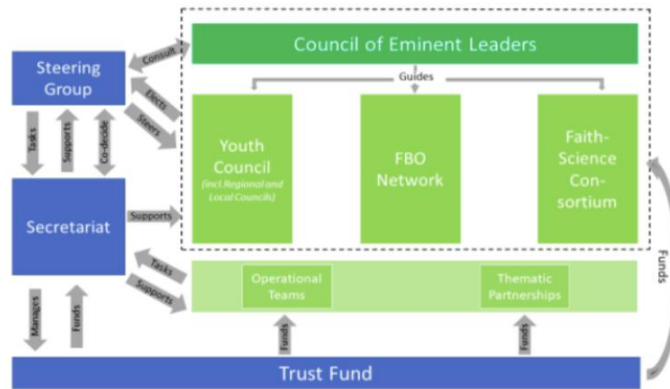 Council of Eminent Leaders
Steering
Group
Consult
Elects
Steers
Guides
Youth
Council
(incl. Regional and
Local Councils)
FBO
Network
Faith-
Science
Con-
sortium
Tasks
Supports
Co-decide
Secretariat
Supports
Tasks
Supports
Operational
Teams
Thematic
Partnerships
Funds
Manages
Funds
Funds
Funds
Trust Fund